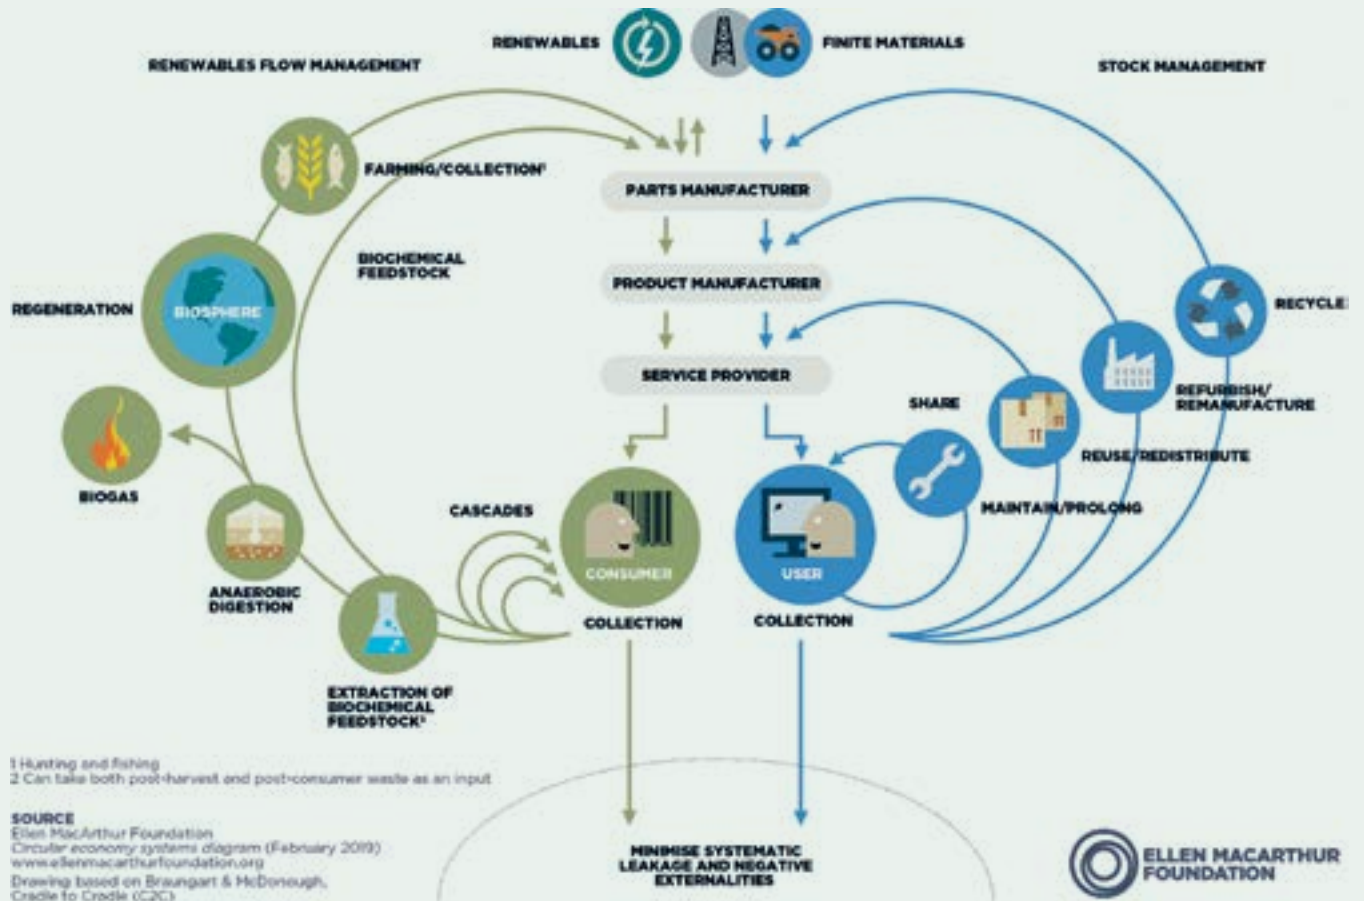 RENEWABLES
FINITE MATERIALS
RENEWABLES FLOW MANAGEMENT
STOCK MANAGEMENT
FARMING/COLLECTION¹
PARTS MANUFACTURER
BIOCHEMICAL
FEEDSTOCK
PRODUCT MANUFACTURER
REGENERATION
BIOSPHERE
RECYCLE
SERVICE PROVIDER
SHARE
REFURBISH/
REMANUFACTURE
REUSE/REDISTRIBUTE
BIOGAS
CASCADES
MAINTAIN/PROLONG
CONSUMER
USER
ANAEROBIC
DIGESTION
COLLECTION
COLLECTION
EXTRACTION OF
BIOCHEMICAL
FEEDSTOCK²
1 Hunting and fishing
2 Can take both post-harvest and post-consumer waste as an input
SOURCE
Ellen MacArthur Foundation
Circular economy systems diagram (February 2019)
www.ellenmacarthurfoundation.org
Drawing based on Braungart & McDonough,
Cradle to Cradle (C2C)
MINIMISE SYSTEMATIC
LEAKAGE AND NEGATIVE
EXTERNALITIES
ELLEN MACARTHUR
FOUNDATION